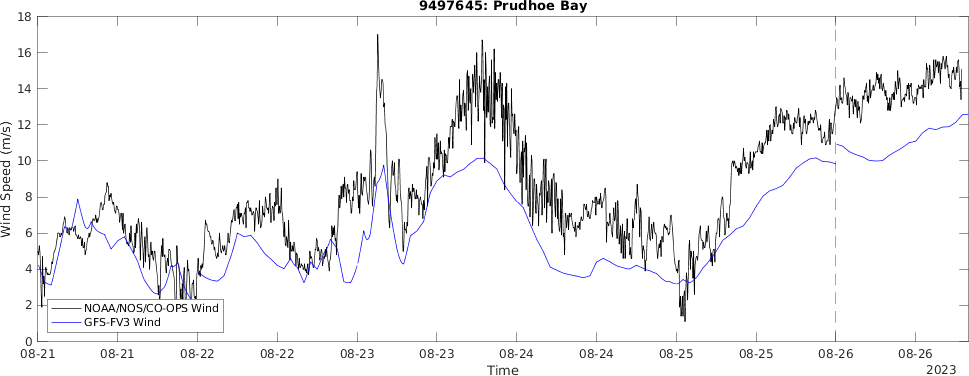 9497645: Prudhoe Bay
Wind Speed (m/s)
18
16
14
12
10
8
6
4
2
0
NOAA/NOS/CO-OPS Wind
GFS-FV3 Wind
08-21 08-21 08-22 08-22 08-23 08-23 08-24 08-24 08-25 08-25 08-26 08-26
Time
2023